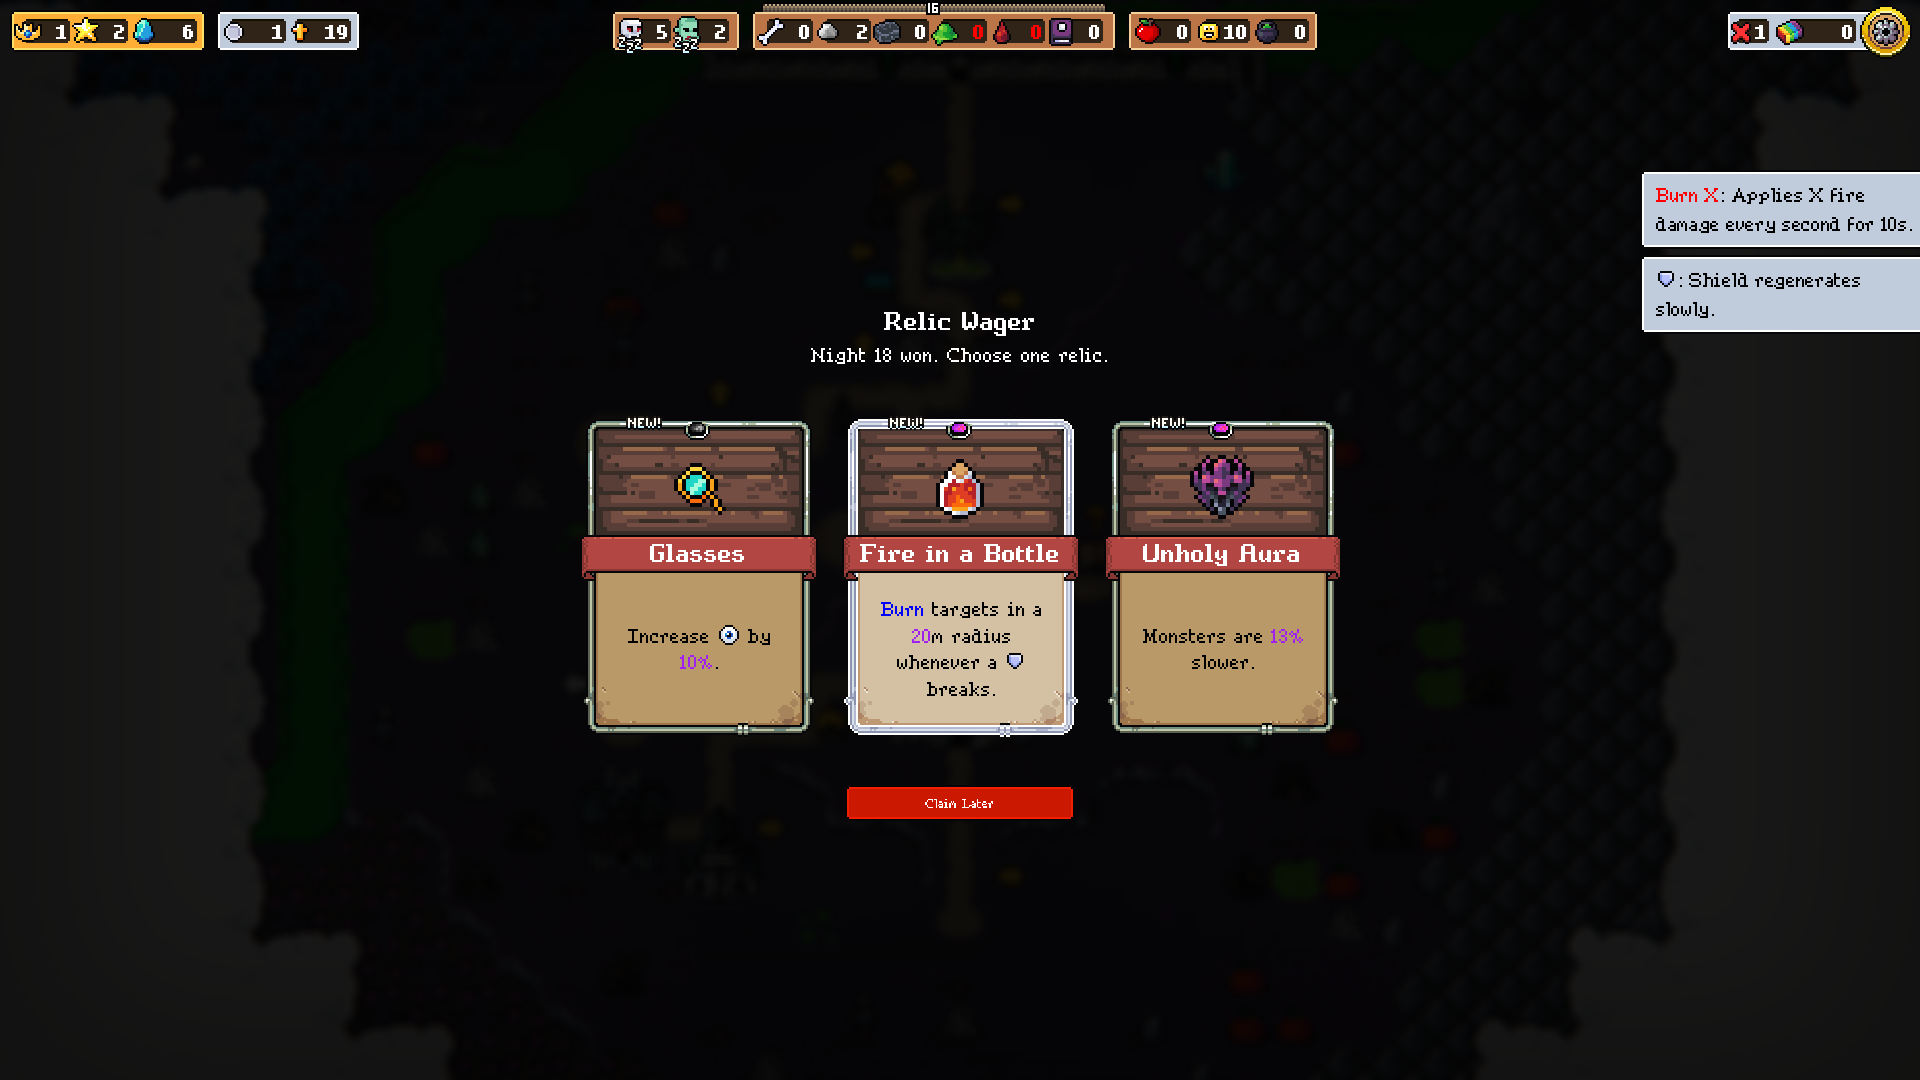 1 2 6 1 19 5 2 16 0 2 0 0 0 0 0 10 0 1 0
Burn X: Applies X fire
damage every second for 10s.
: Shield regenerates
slowly.
Relic Wager
Night 18 won. Choose one relic.
NEW! NEW! NEW!
Glasses
Increase by
10%.
Fire in a Bottle
Burn targets in a
20m radius
whenever a
breaks.
Unholy Aura
Monsters are 13%
slower.
Claim Later